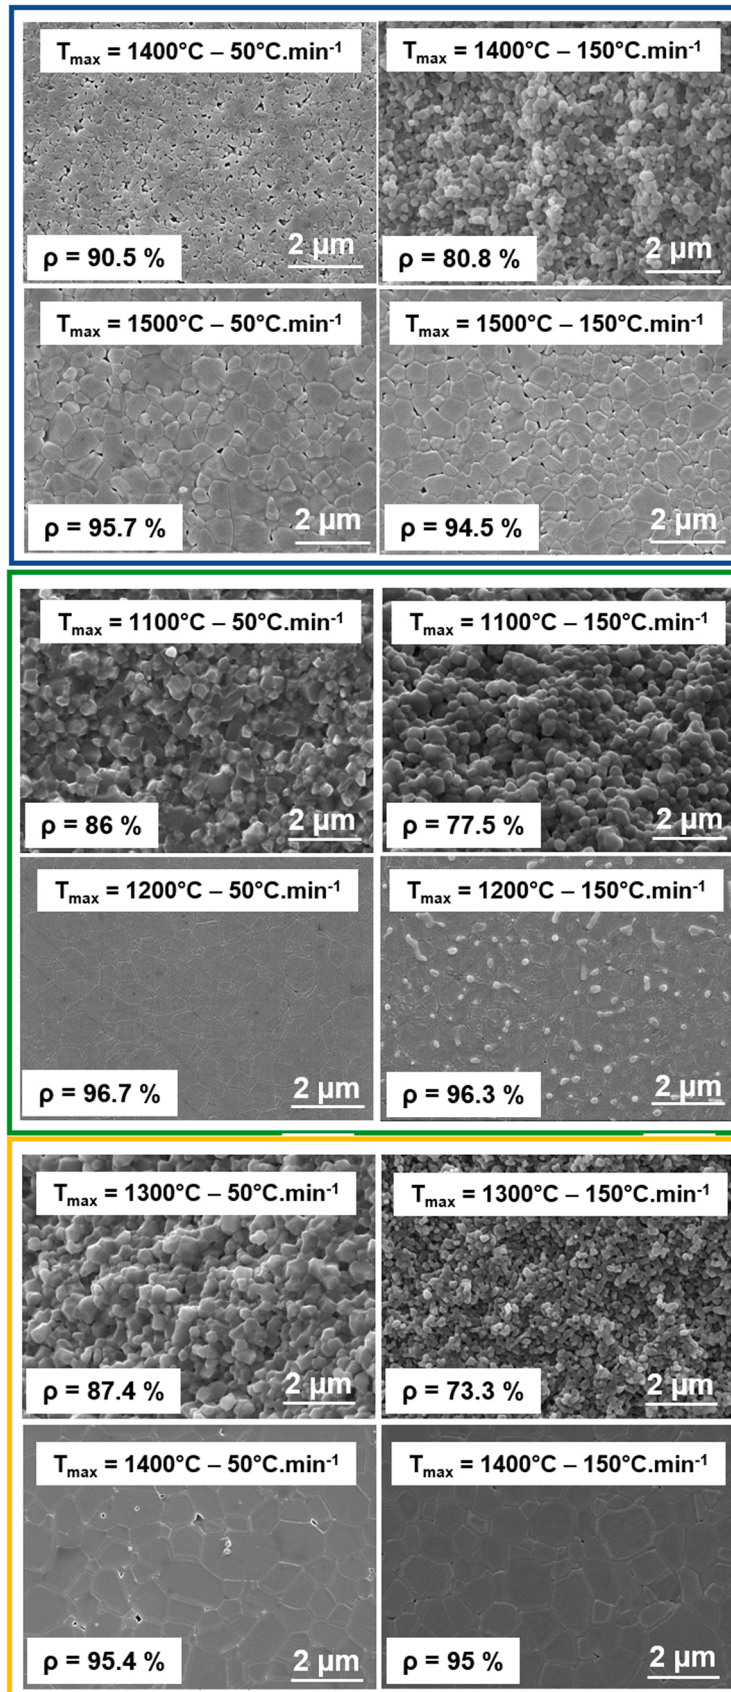 Tmax = 1400°C – 50°C.min-1
Tmax = 1400°C – 150°C.min-1
ρ = 90.5 %
2 µm
ρ = 80.8 %
2 µm
Tmax = 1500°C – 50°C.min-1
Tmax = 1500°C – 150°C.min-1
ρ = 95.7 %
2 µm
ρ = 94.5 %
2 µm
Tmax = 1100°C – 50°C.min-1
Tmax = 1100°C – 150°C.min-1
ρ = 86 %
2 µm
ρ = 77.5 %
2 µm
Tmax = 1200°C – 50°C.min-1
Tmax = 1200°C – 150°C.min-1
ρ = 96.7 %
2 µm
ρ = 96.3 %
2 µm
Tmax = 1300°C – 50°C.min-1
Tmax = 1300°C – 150°C.min-1
ρ = 87.4 %
2 µm
ρ = 73.3 %
2 µm
Tmax = 1400°C – 50°C.min-1
Tmax = 1400°C – 150°C.min-1
ρ = 95.4 %
2 µm
ρ = 95 %
2 µm